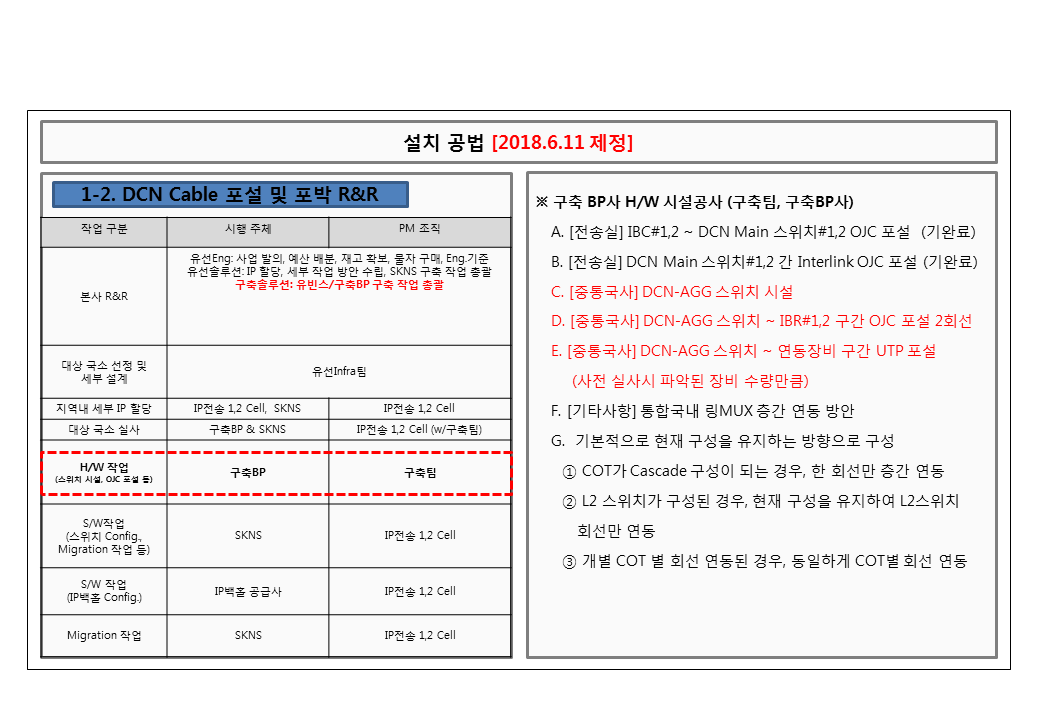 설치 공법 [2018.6.11 제정]
1-2. DCN Cable 포설 및 포박 R&R
작업 구분 시행 주체 PM 조직
본사 R&R
유선Eng: 사업 발의, 예산 배분, 재고 확보, 물자 구매, Eng.기준
유선솔루션: IP 할당, 세부 작업 방안 수립, SKNS 구축 작업 총괄
구축솔루션: 유빈스/구축BP 구축 작업 총괄
대상 국소 선정 및
세부 설계
유선Infra팀
지역내 세부 IP 할당 IP전송 1,2 Cell, SKNS IP전송 1,2 Cell
대상 국소 실사 구축BP & SKNS IP전송 1,2 Cell (w/구축팀)
H/W 작업
(스위치 시설, OJC 포설 등)
구축BP 구축팀
S/W작업
(스위치 Config.,
Migration 작업 등)
SKNS IP전송 1,2 Cell
S/W 작업
(IP백홀 Config.)
IP백홀 공급사 IP전송 1,2 Cell
Migration 작업 SKNS IP전송 1,2 Cell
※ 구축 BP사 H/W 시설공사 (구축팀, 구축BP사)
A. [전송실] IBC#1,2 ~ DCN Main 스위치#1,2 OJC 포설 (기완료)
B. [전송실] DCN Main 스위치#1,2 간 Interlink OJC 포설 (기완료)
C. [중통국사] DCN-AGG 스위치 시설
D. [중통국사] DCN-AGG 스위치 ~ IBR#1,2 구간 OJC 포설 2회선
E. [중통국사] DCN-AGG 스위치 ~ 연동장비 구간 UTP 포설
(사전 실사시 파악된 장비 수량만큼)
F. [기타사항] 통합국내 링MUX 층간 연동 방안
G. 기본적으로 현재 구성을 유지하는 방향으로 구성
① COT가 Cascade 구성이 되는 경우, 한 회선만 층간 연동
② L2 스위치가 구성된 경우, 현재 구성을 유지하여 L2스위치
회선만 연동
③ 개별 COT 별 회선 연동된 경우, 동일하게 COT별 회선 연동